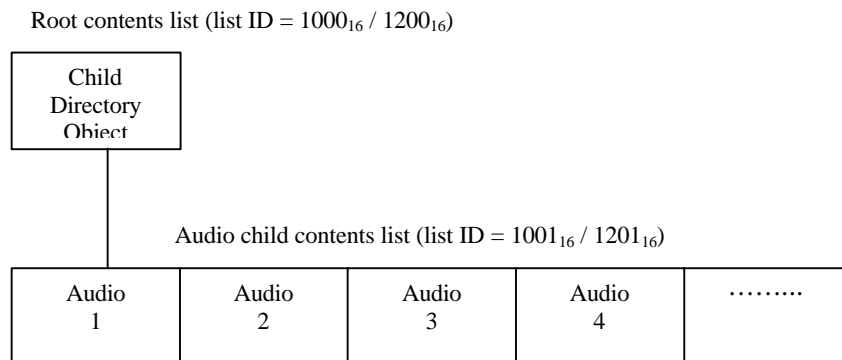 Root contents list (list ID = 1000₁₆ / 1200₁₆)
Child
Directory
Object
Audio child contents list (list ID = 1001₁₆ / 1201₁₆)
Audio Audio Audio Audio ……...
1 2 3 4